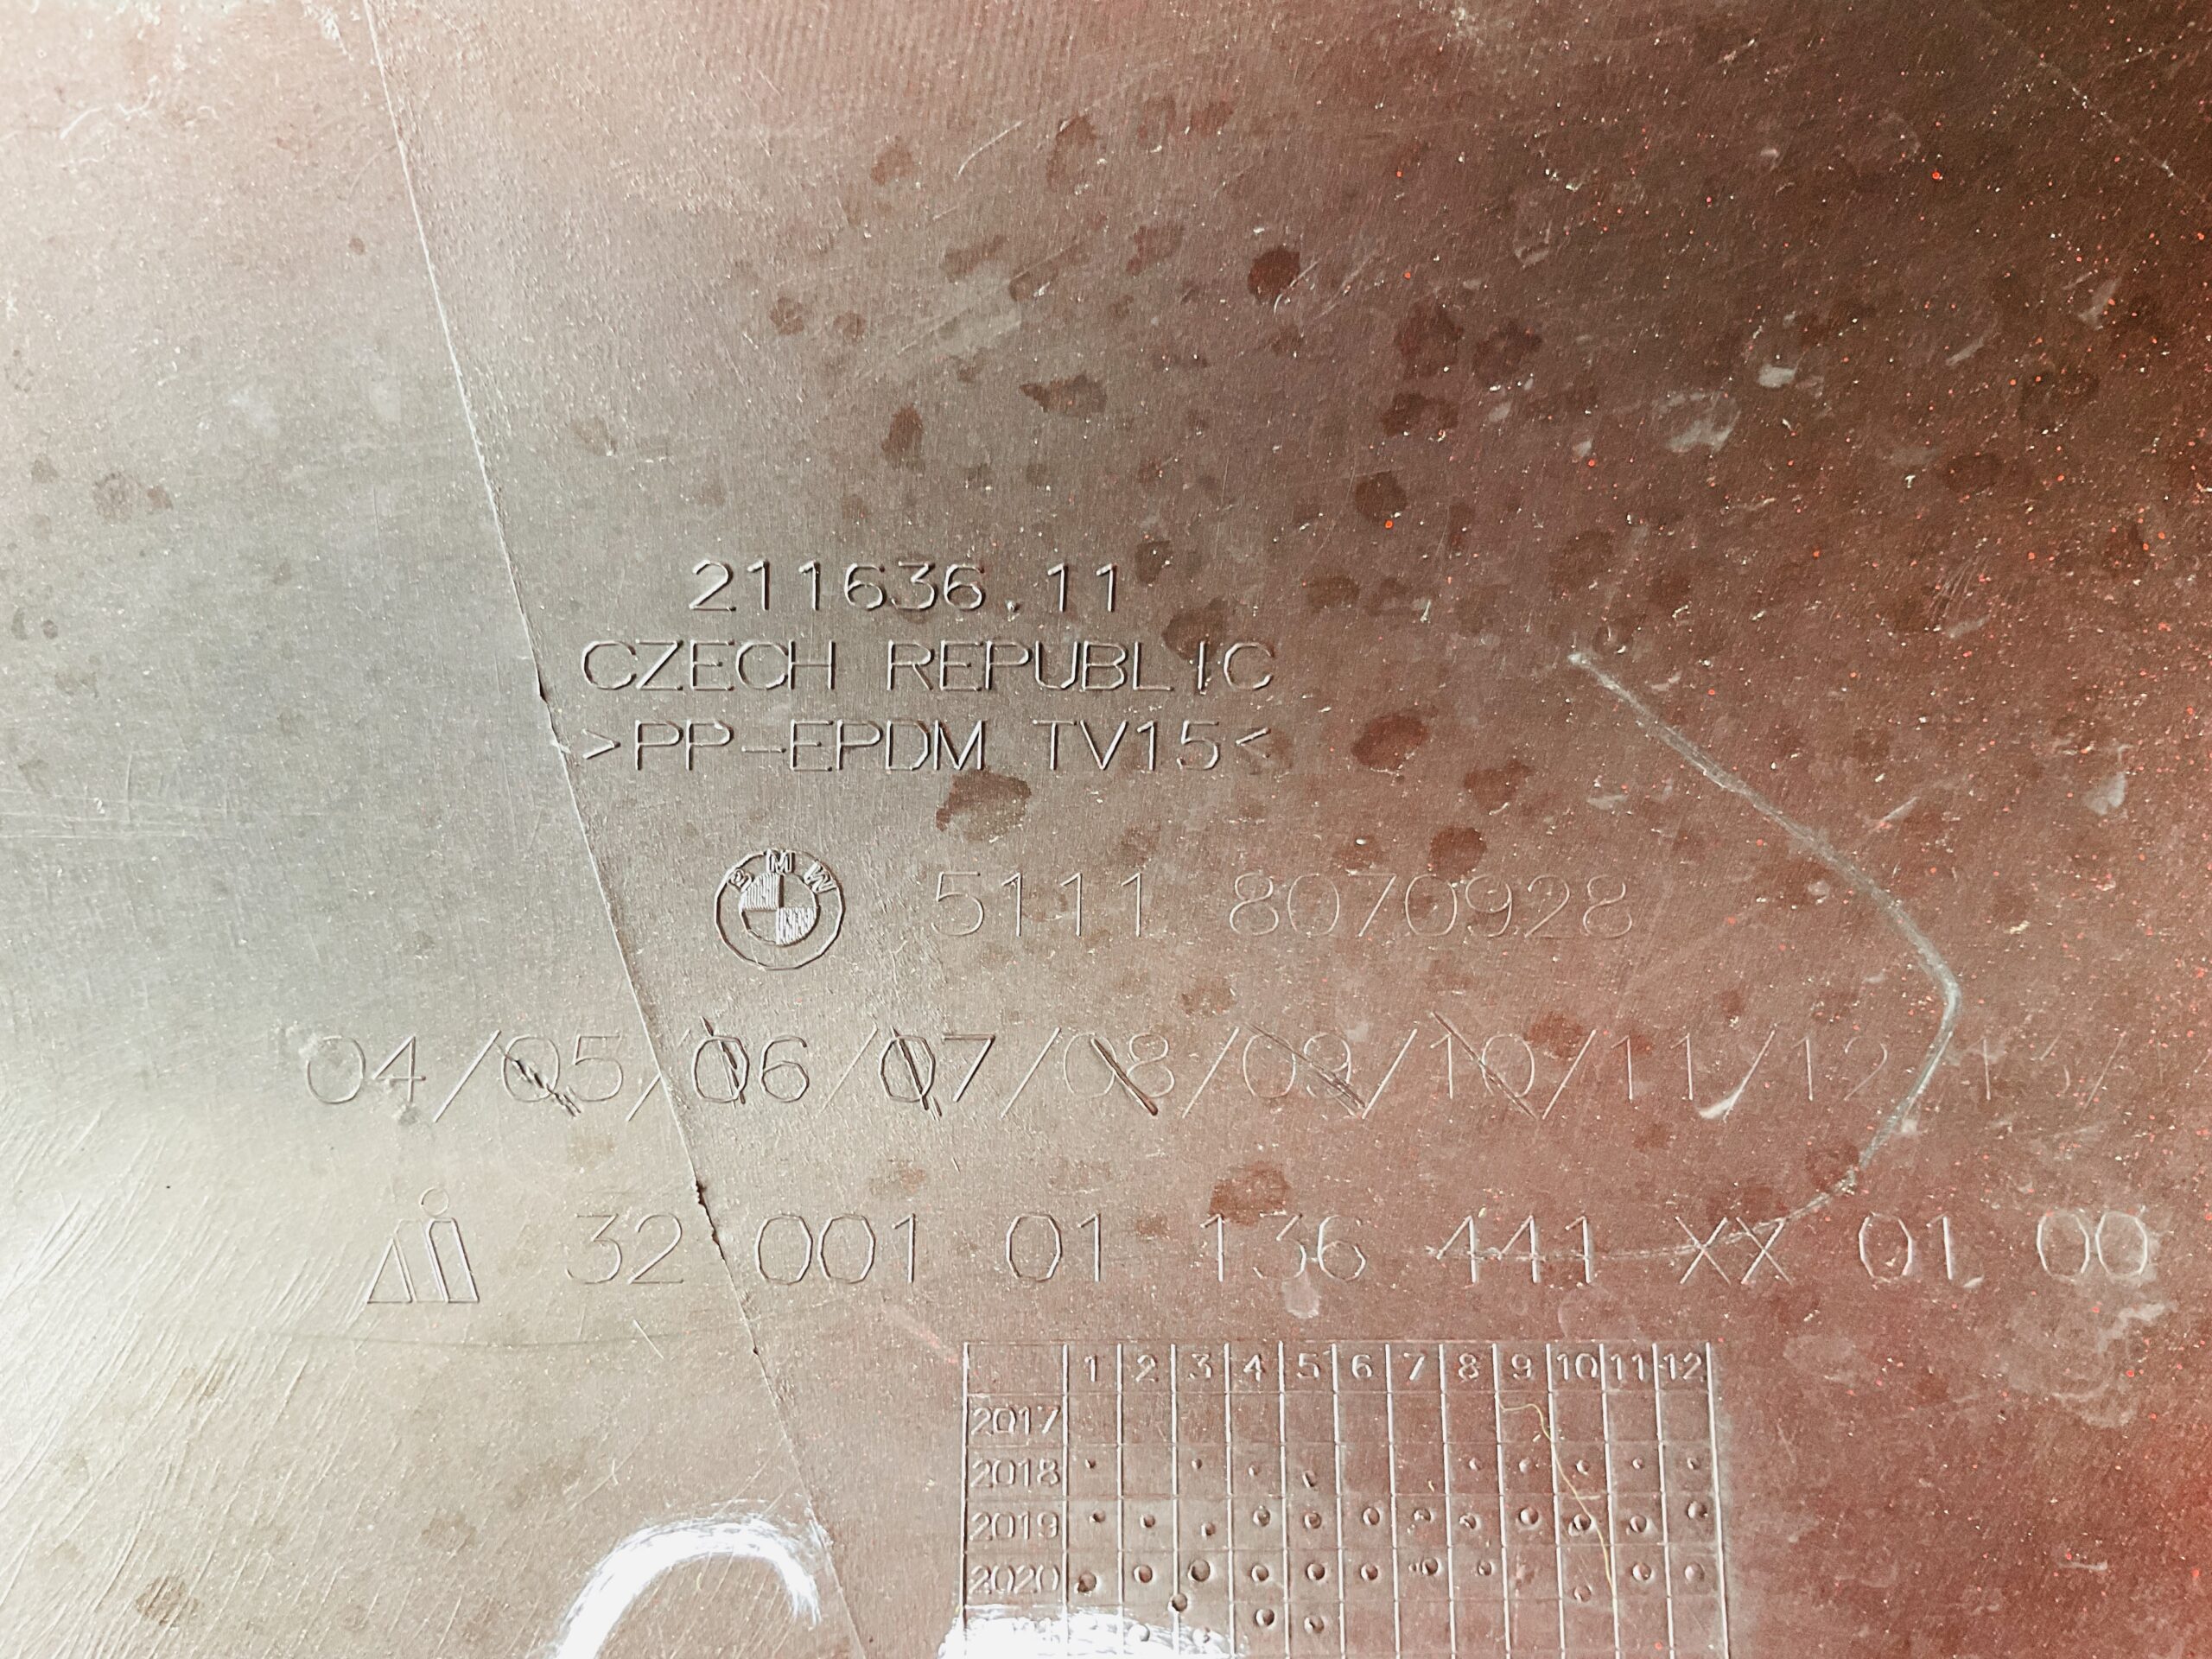 211636.11
CZECH REPUBLIC
>PP-EPDM TV15<
BMW 5111 8070928
04/05/06/07/08/09/10/11/12
32 001 01 136 441 XX 01 00
1 2 3 4 5 6 7 8 9 10 11 12
2017
2018
2019
2020